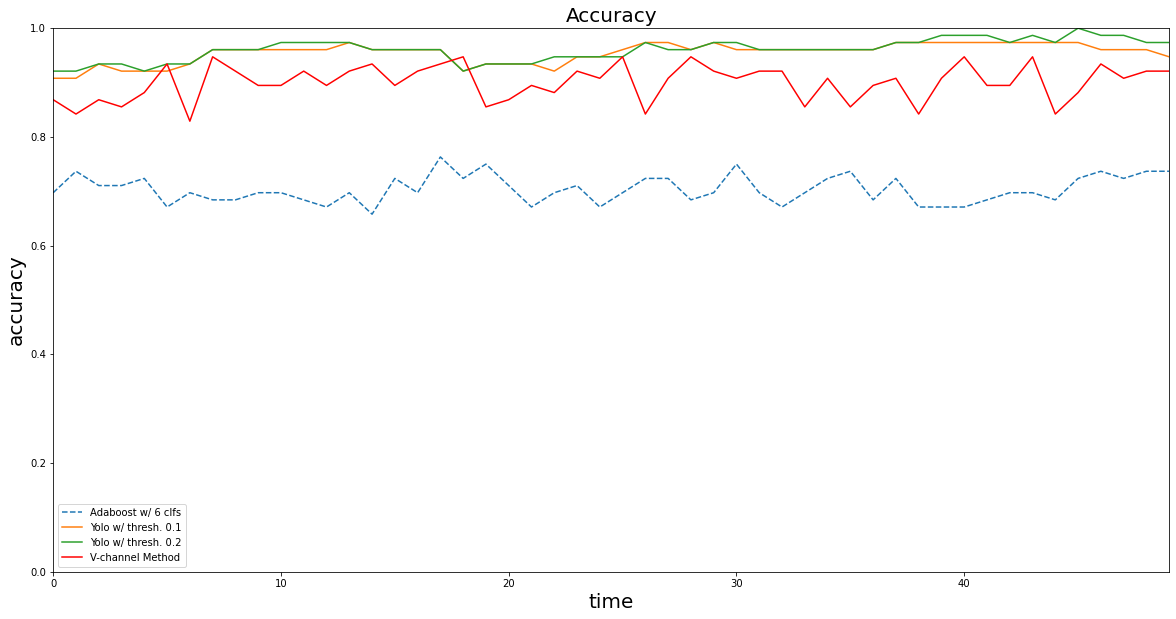 Accuracy
1.0
0.8
0.6
0.4
0.2
0.0
accuracy
Adaboost w/ 6 clfs
Yolo w/ thresh. 0.1
Yolo w/ thresh. 0.2
V-channel Method
0 10 20 30 40
time